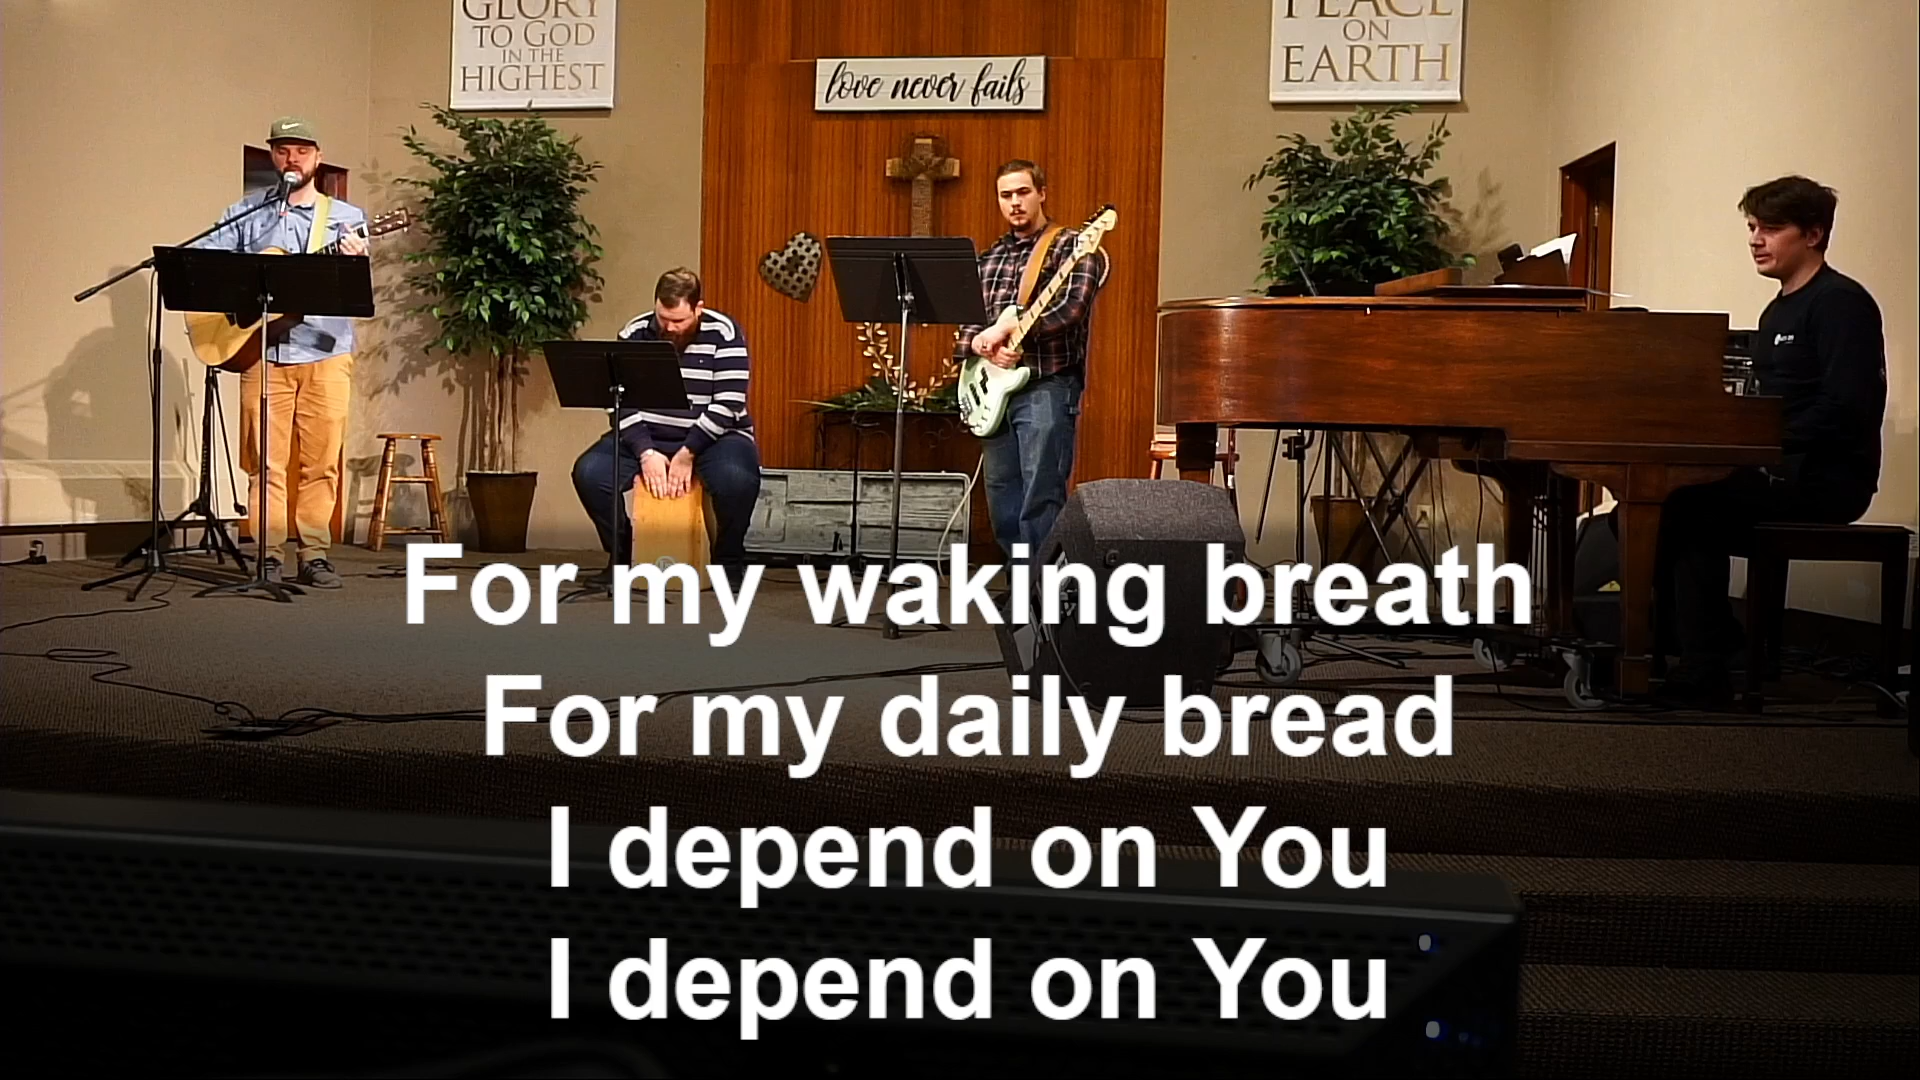 GLORY
TO GOD
IN THE
HIGHEST
love never fails
PEACE
ON
EARTH
For my waking breath
For my daily bread
I depend on You
I depend on You